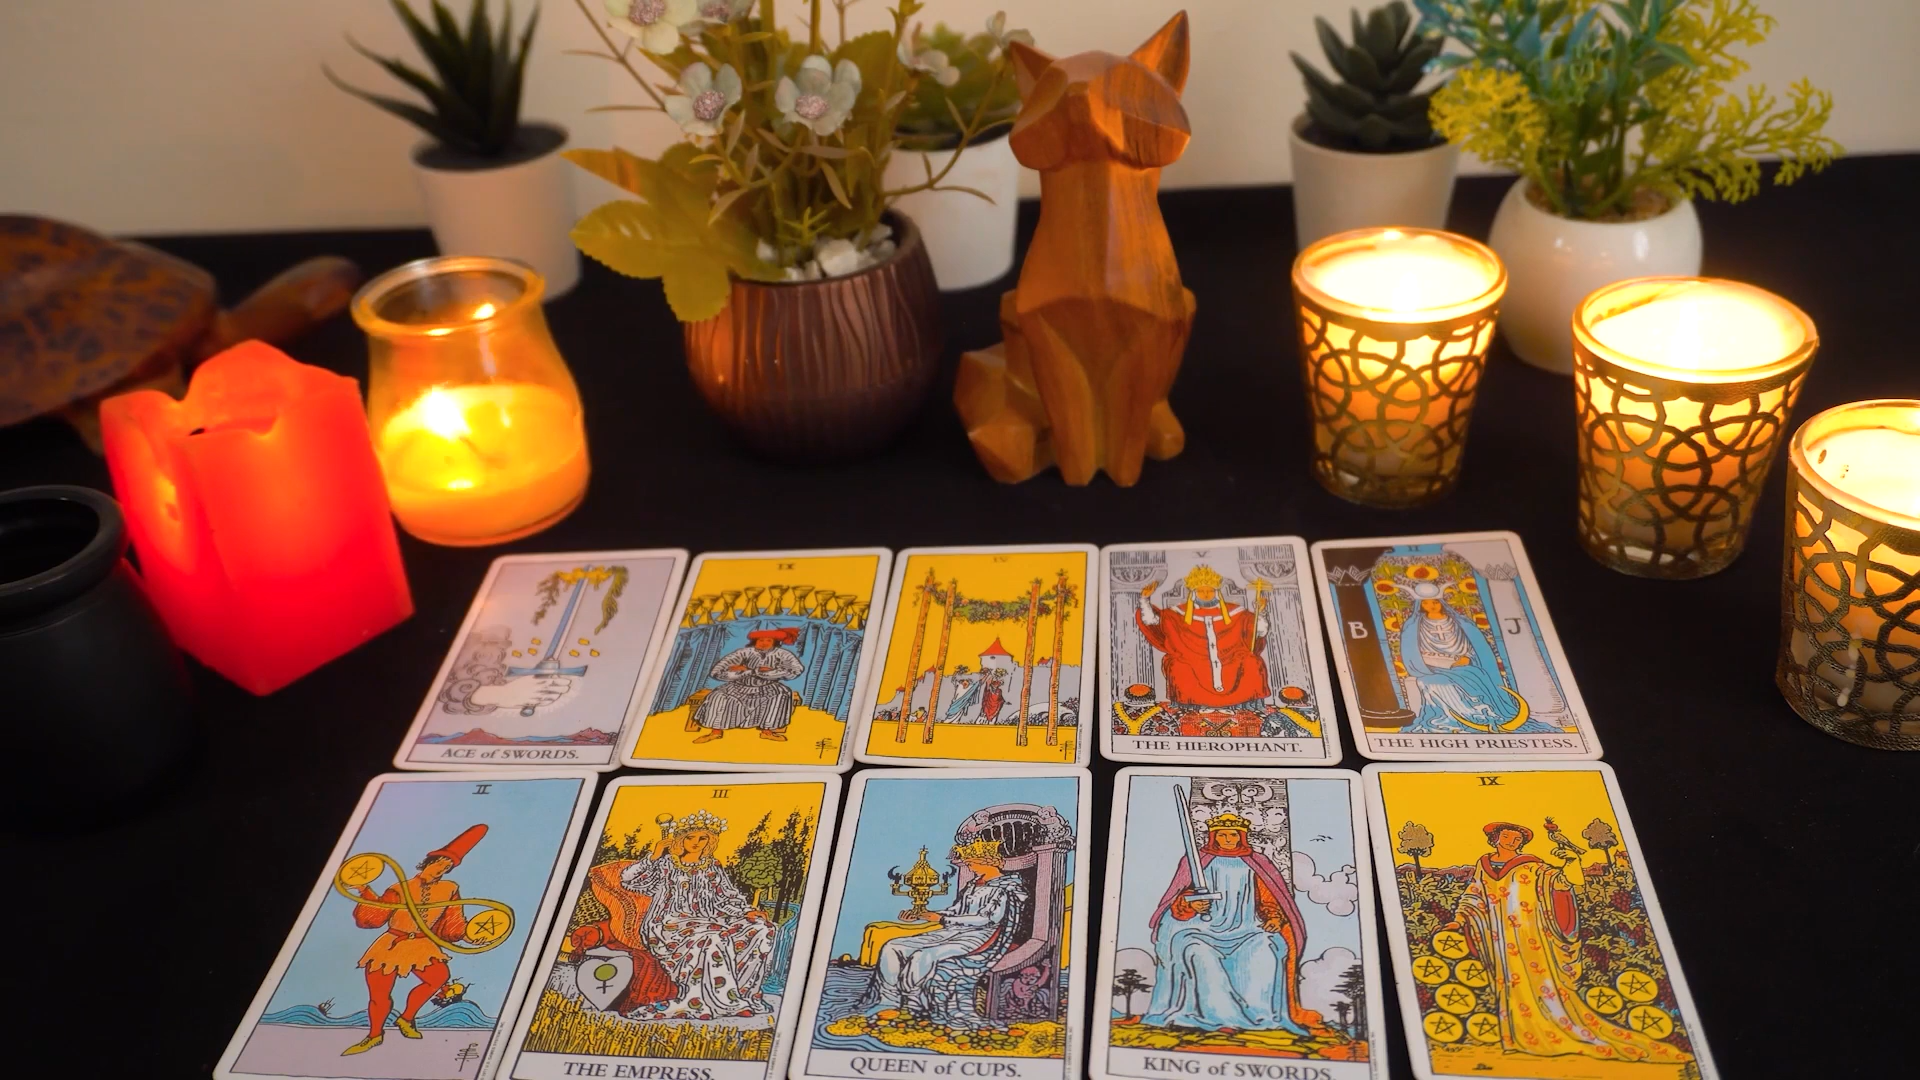 IX
IV
V
II
B
J
ACE of SWORDS.
THE HIEROPHANT.
THE HIGH PRIESTESS.
II
III
IX
THE EMPRESS.
QUEEN of CUPS.
KING of SWORDS.